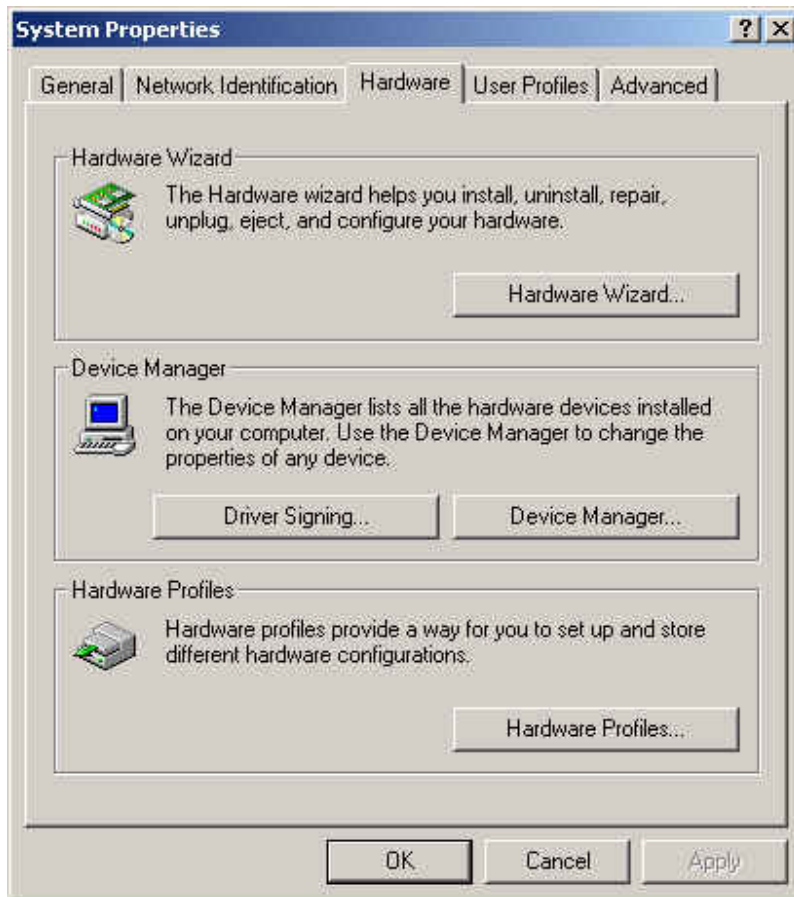 System Properties
General
Network Identification
Hardware
User Profiles
Advanced
Hardware Wizard
The Hardware wizard helps you install, uninstall, repair,
unplug, eject, and configure your hardware.
Hardware Wizard...
Device Manager
The Device Manager lists all the hardware devices installed
on your computer. Use the Device Manager to change the
properties of any device.
Driver Signing...
Device Manager...
Hardware Profiles
Hardware profiles provide a way for you to set up and store
different hardware configurations.
Hardware Profiles...
OK
Cancel
Apply